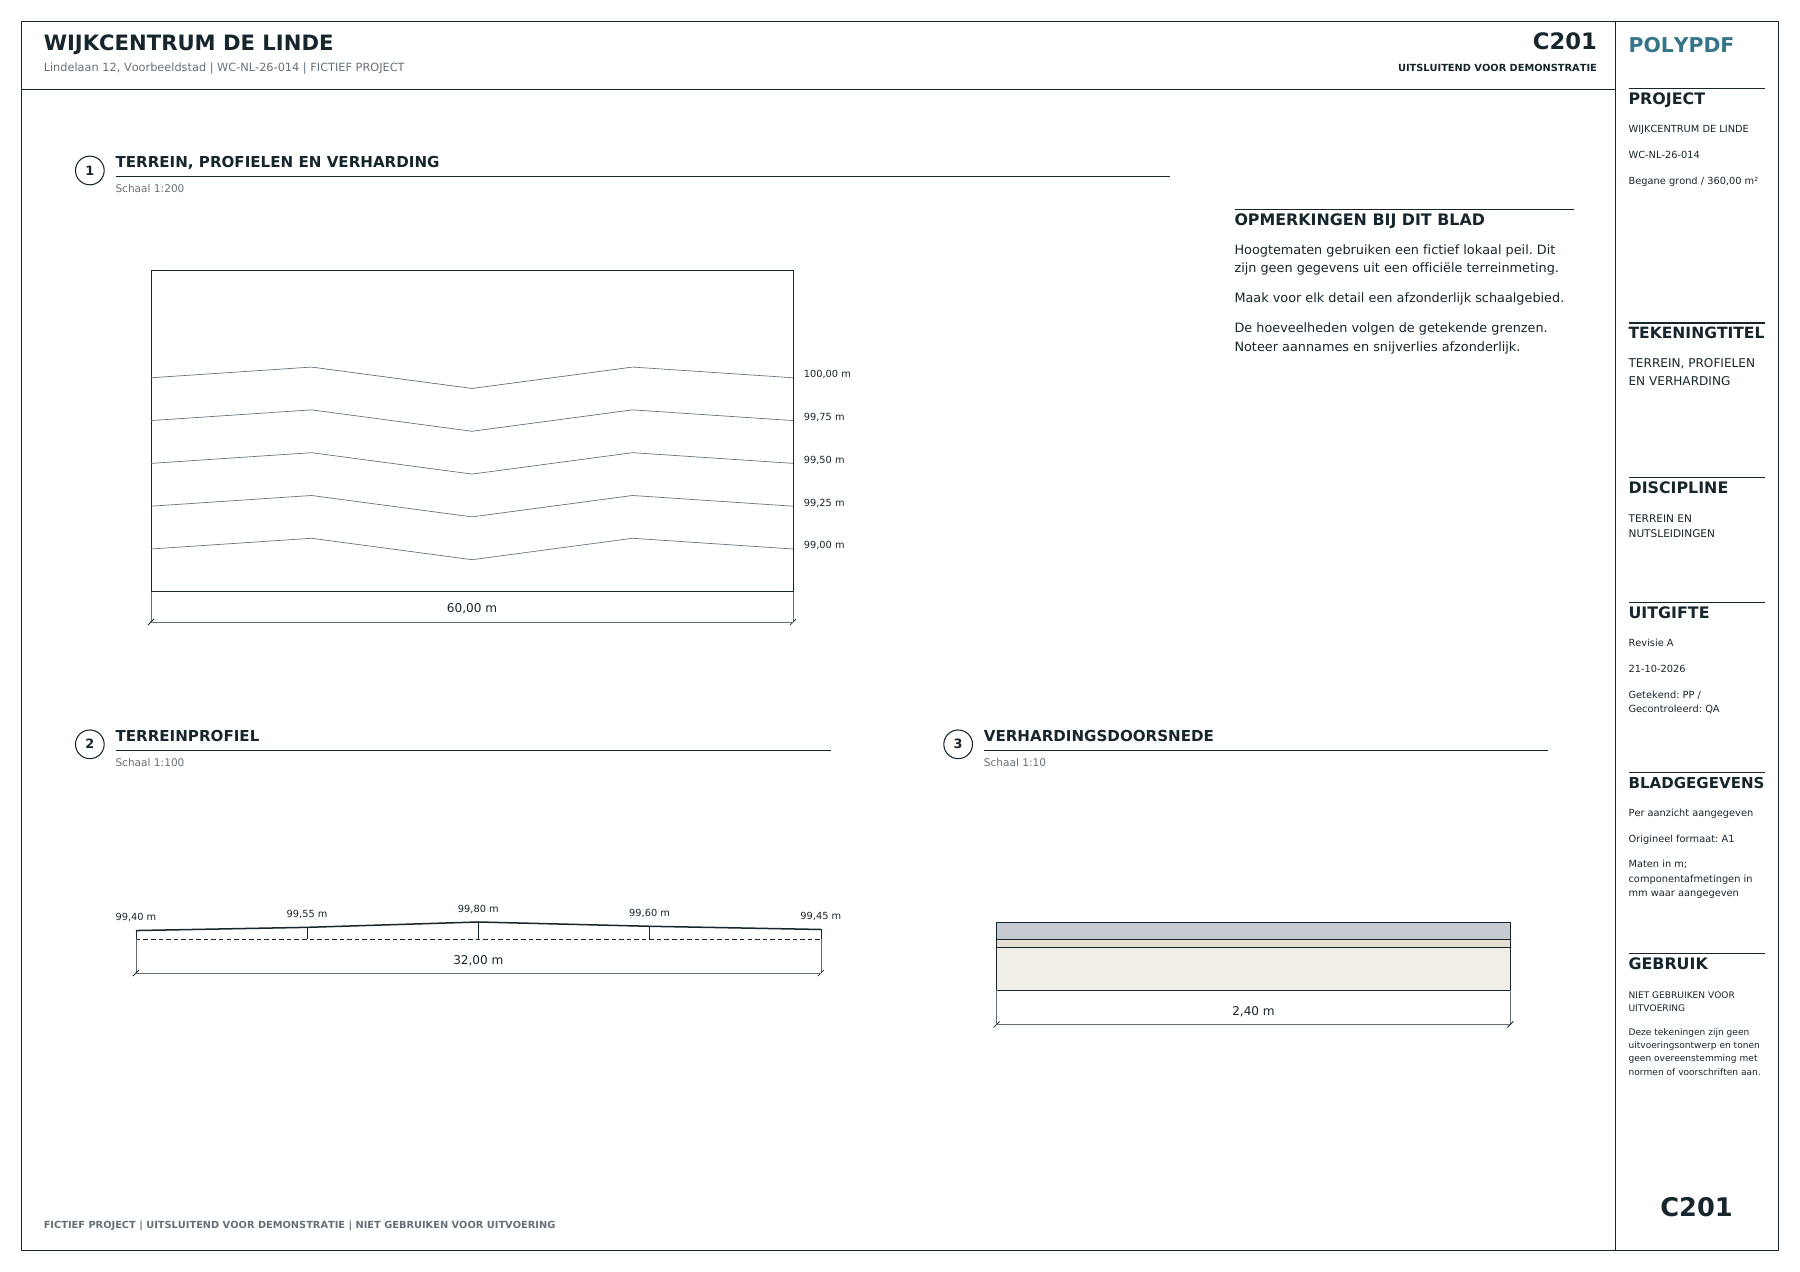 WIJKCENTRUM DE LINDE
Lindelaan 12, Voorbeeldstad | WC-NL-26-014 | FICTIEF PROJECT
C201
UITSLUITEND VOOR DEMONSTRATIE
1
TERREIN, PROFIELEN EN VERHARDING
Schaal 1:200
100,00 m
99,75 m
99,50 m
99,25 m
99,00 m
60,00 m
OPMERKINGEN BIJ DIT BLAD
Hoogtematen gebruiken een fictief lokaal peil. Dit
zijn geen gegevens uit een officiële terreinmeting.
Maak voor elk detail een afzonderlijk schaalgebied.
De hoeveelheden volgen de getekende grenzen.
Noteer aannames en snijverlies afzonderlijk.
2
TERREINPROFIEL
Schaal 1:100
99,40 m
99,55 m
99,80 m
99,60 m
99,45 m
32,00 m
3
VERHARDINGSDOORSNEDE
Schaal 1:10
2,40 m
FICTIEF PROJECT | UITSLUITEND VOOR DEMONSTRATIE | NIET GEBRUIKEN VOOR UITVOERING
POLYPDF
PROJECT
WIJKCENTRUM DE LINDE
WC-NL-26-014
Begane grond / 360,00 m²
TEKENINGTITEL
TERREIN, PROFIELEN
EN VERHARDING
DISCIPLINE
TERREIN EN
NUTSLEIDINGEN
UITGIFTE
Revisie A
21-10-2026
Getekend: PP /
Gecontroleerd: QA
BLADGEGEVENS
Per aanzicht aangegeven
Origineel formaat: A1
Maten in m;
componentafmetingen in
mm waar aangegeven
GEBRUIK
NIET GEBRUIKEN VOOR
UITVOERING
Deze tekeningen zijn geen
uitvoeringsontwerp en tonen
geen overeenstemming met
normen of voorschriften aan.
C201